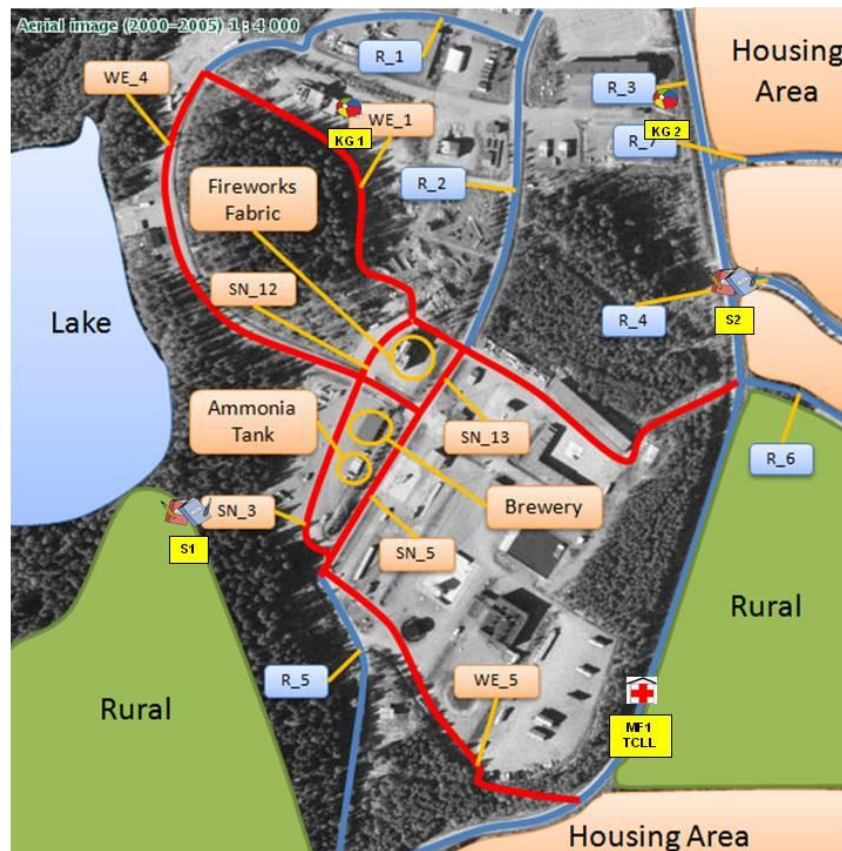 Aerial image (2000–2005) 1 : 4 000
R_1
WE_4
Housing
Area
R_3
KG 1
WE_1
KG 2
R_7
Fireworks
Fabric
R_2
SN_12
Lake
R_4
S2
Ammonia
Tank
SN_13
R_6
Brewery
SN_3
S1
SN_5
Rural
R_5
WE_5
Rural
MF1
TCLL
Housing Area